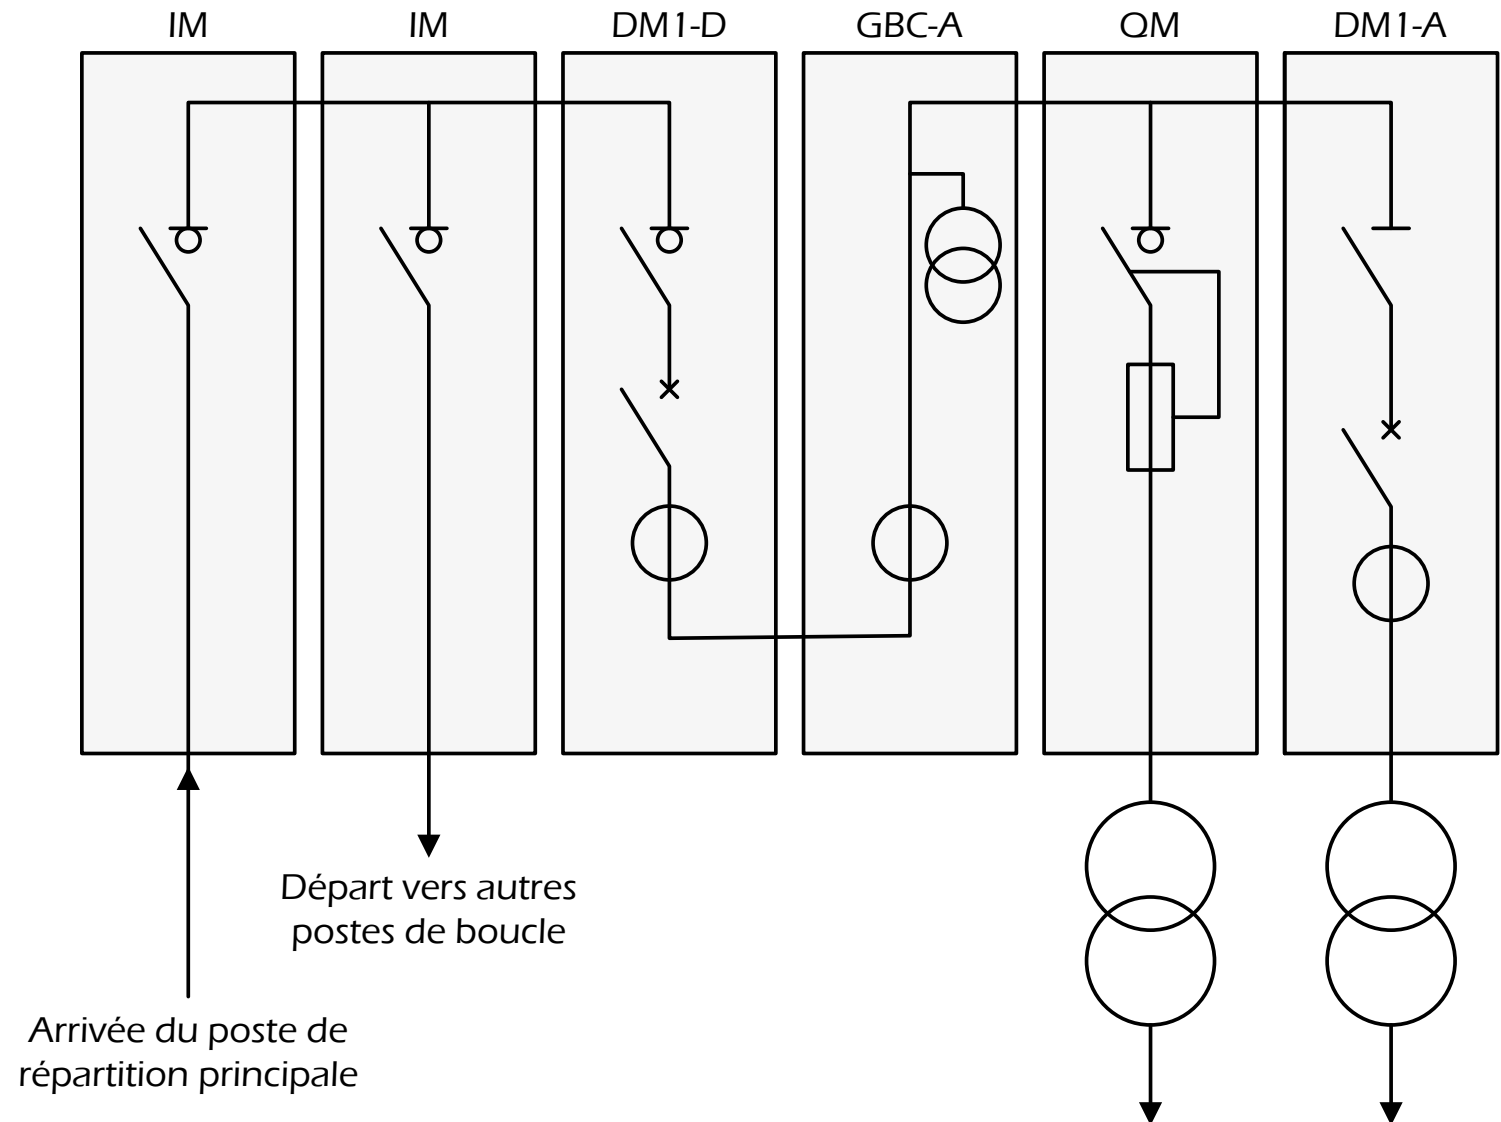 IM
IM
DM1-D
GBC-A
QM
DM1-A
Départ vers autres
postes de boucle
Arrivée du poste de
répartition principale